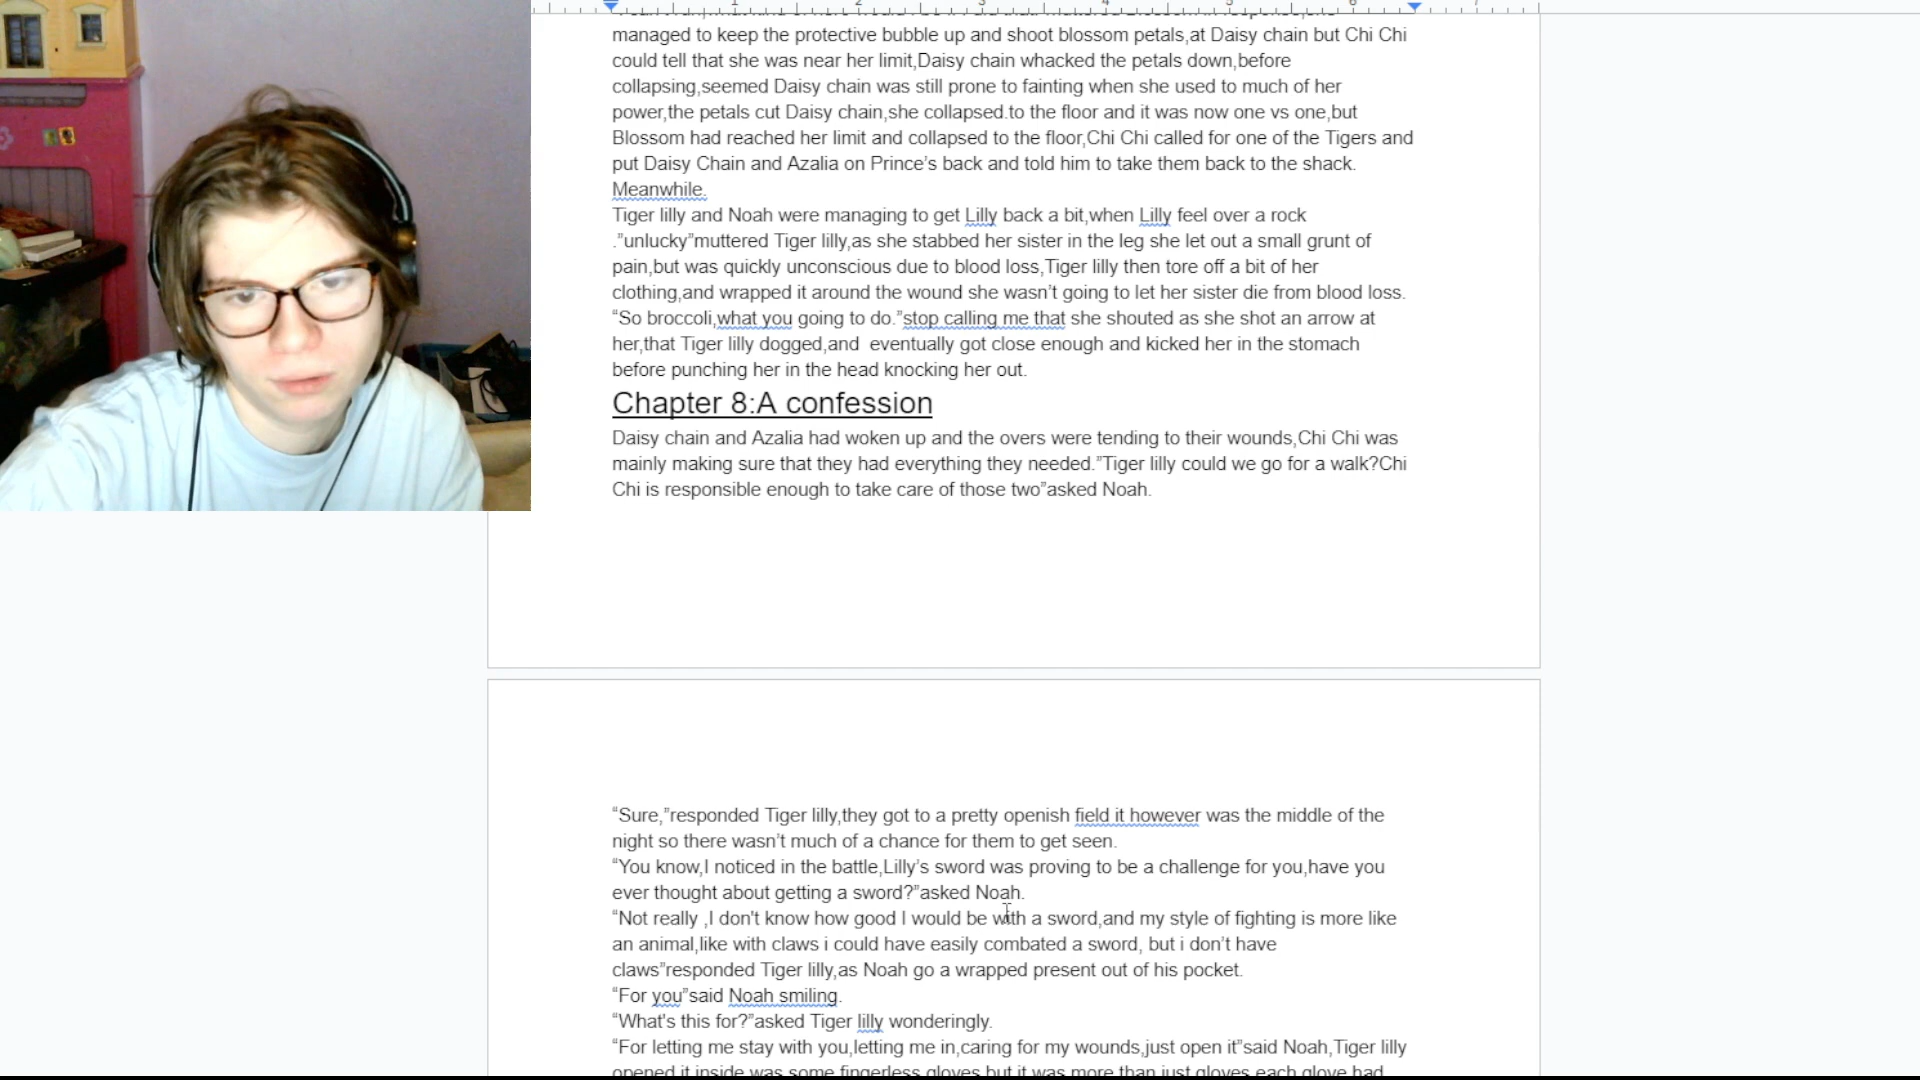 managed to keep the protective bubble up and shoot blossom petals,at Daisy chain but Chi Chi
could tell that she was near her limit,Daisy chain whacked the petals down,before
collapsing,seemed Daisy chain was still prone to fainting when she used to much of her
power,the petals cut Daisy chain,she collapsed.to the floor and it was now one vs one,but
Blossom had reached her limit and collapsed to the floor,Chi Chi called for one of the Tigers and
put Daisy Chain and Azalia on Prince's back and told him to take them back to the shack.
Meanwhile.
Tiger lilly and Noah were managing to get Lilly back a bit,when Lilly feel over a rock
.”unlucky”muttered Tiger lilly,as she stabbed her sister in the leg she let out a small grunt of
pain,but was quickly unconscious due to blood loss,Tiger lilly then tore off a bit of her
clothing,and wrapped it around the wound she wasn't going to let her sister die from blood loss.
“So broccoli,what you going to do.”stop calling me that she shouted as she shot an arrow at
her,that Tiger lilly dogged,and  eventually got close enough and kicked her in the stomach
before punching her in the head knocking her out.
Chapter 8:A confession
Daisy chain and Azalia had woken up and the overs were tending to their wounds,Chi Chi was
mainly making sure that they had everything they needed.”Tiger lilly could we go for a walk?Chi
Chi is responsible enough to take care of those two”asked Noah.
“Sure,”responded Tiger lilly,they got to a pretty openish field it however was the middle of the
night so there wasn't much of a chance for them to get seen.
“You know,I noticed in the battle,Lilly's sword was proving to be a challenge for you,have you
ever thought about getting a sword?”asked Noah.
“Not really ,I don't know how good I would be with a sword,and my style of fighting is more like
an animal,like with claws i could have easily combated a sword, but i don't have
claws”responded Tiger lilly,as Noah go a wrapped present out of his pocket.
“For you”said Noah smiling.
“What's this for?”asked Tiger lilly wonderingly.
“For letting me stay with you,letting me in,caring for my wounds,just open it”said Noah,Tiger lilly
opened it inside was some fingerless gloves but it was more than just gloves each glove had